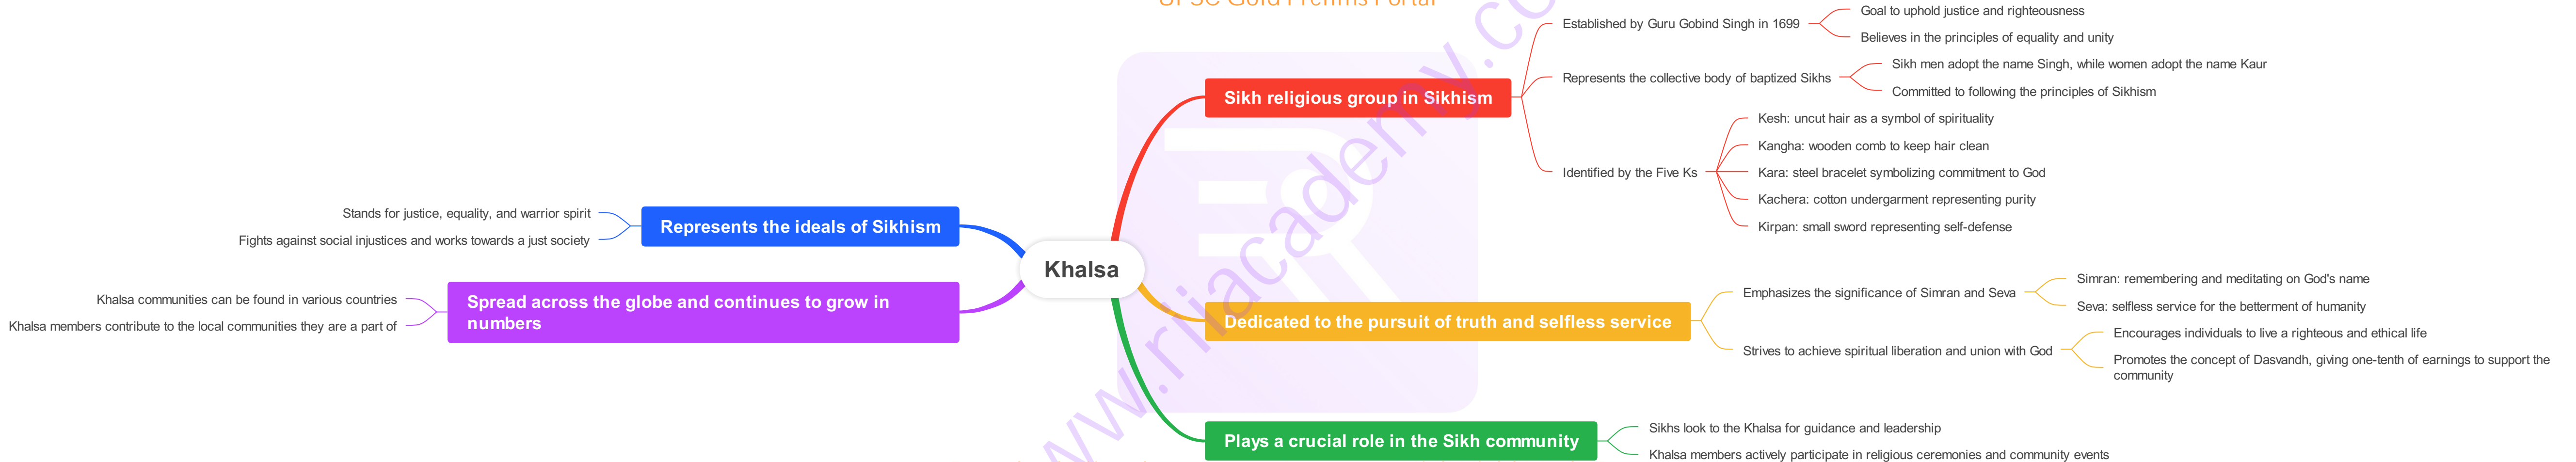 UPSC Gold Prelims Portal
Khalsa
Sikh religious group in Sikhism
Established by Guru Gobind Singh in 1699
Goal to uphold justice and righteousness
Believes in the principles of equality and unity
Represents the collective body of baptized Sikhs
Sikh men adopt the name Singh, while women adopt the name Kaur
Committed to following the principles of Sikhism
Identified by the Five Ks
Kesh: uncut hair as a symbol of spirituality
Kangha: wooden comb to keep hair clean
Kara: steel bracelet symbolizing commitment to God
Kachera: cotton undergarment representing purity
Kirpan: small sword representing self-defense
Dedicated to the pursuit of truth and selfless service
Emphasizes the significance of Simran and Seva
Simran: remembering and meditating on God's name
Seva: selfless service for the betterment of humanity
Strives to achieve spiritual liberation and union with God
Encourages individuals to live a righteous and ethical life
Promotes the concept of Dasvandh, giving one-tenth of earnings to support the
community
Plays a crucial role in the Sikh community
Sikhs look to the Khalsa for guidance and leadership
Khalsa members actively participate in religious ceremonies and community events
Represents the ideals of Sikhism
Stands for justice, equality, and warrior spirit
Fights against social injustices and works towards a just society
Spread across the globe and continues to grow in
numbers
Khalsa communities can be found in various countries
Khalsa members contribute to the local communities they are a part of